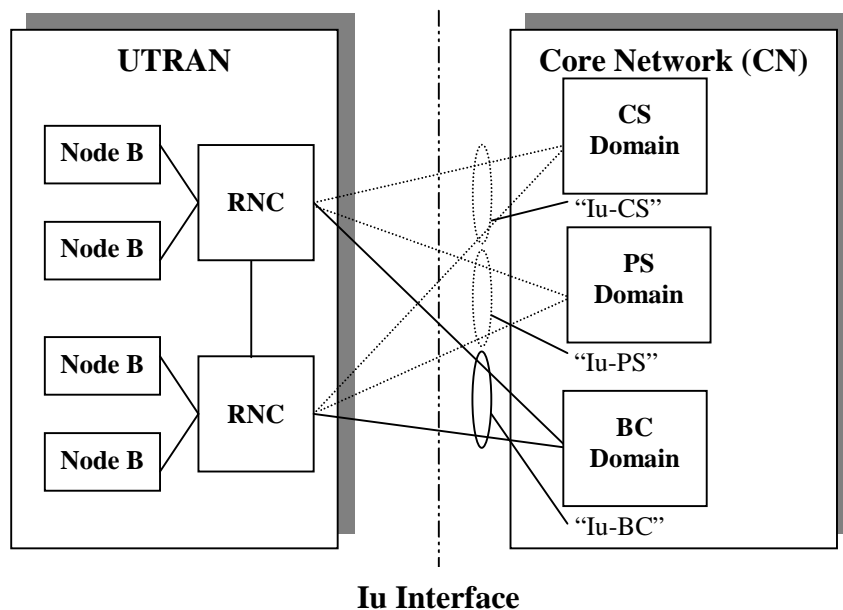 UTRAN
Node B
Node B
RNC
Node B
Node B
RNC
Core Network (CN)
CS
Domain
“Iu-CS”
PS
Domain
“Iu-PS”
BC
Domain
“Iu-BC”
Iu Interface